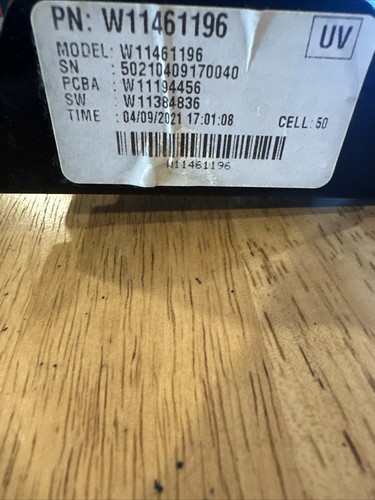 PN: W11461196
UV
MODEL: W11461196
SN : 50210409170040
PCBA : W11194456
SW : W11384836
TIME : 04/09/2021 17:01:08 CELL: 50
W11461196